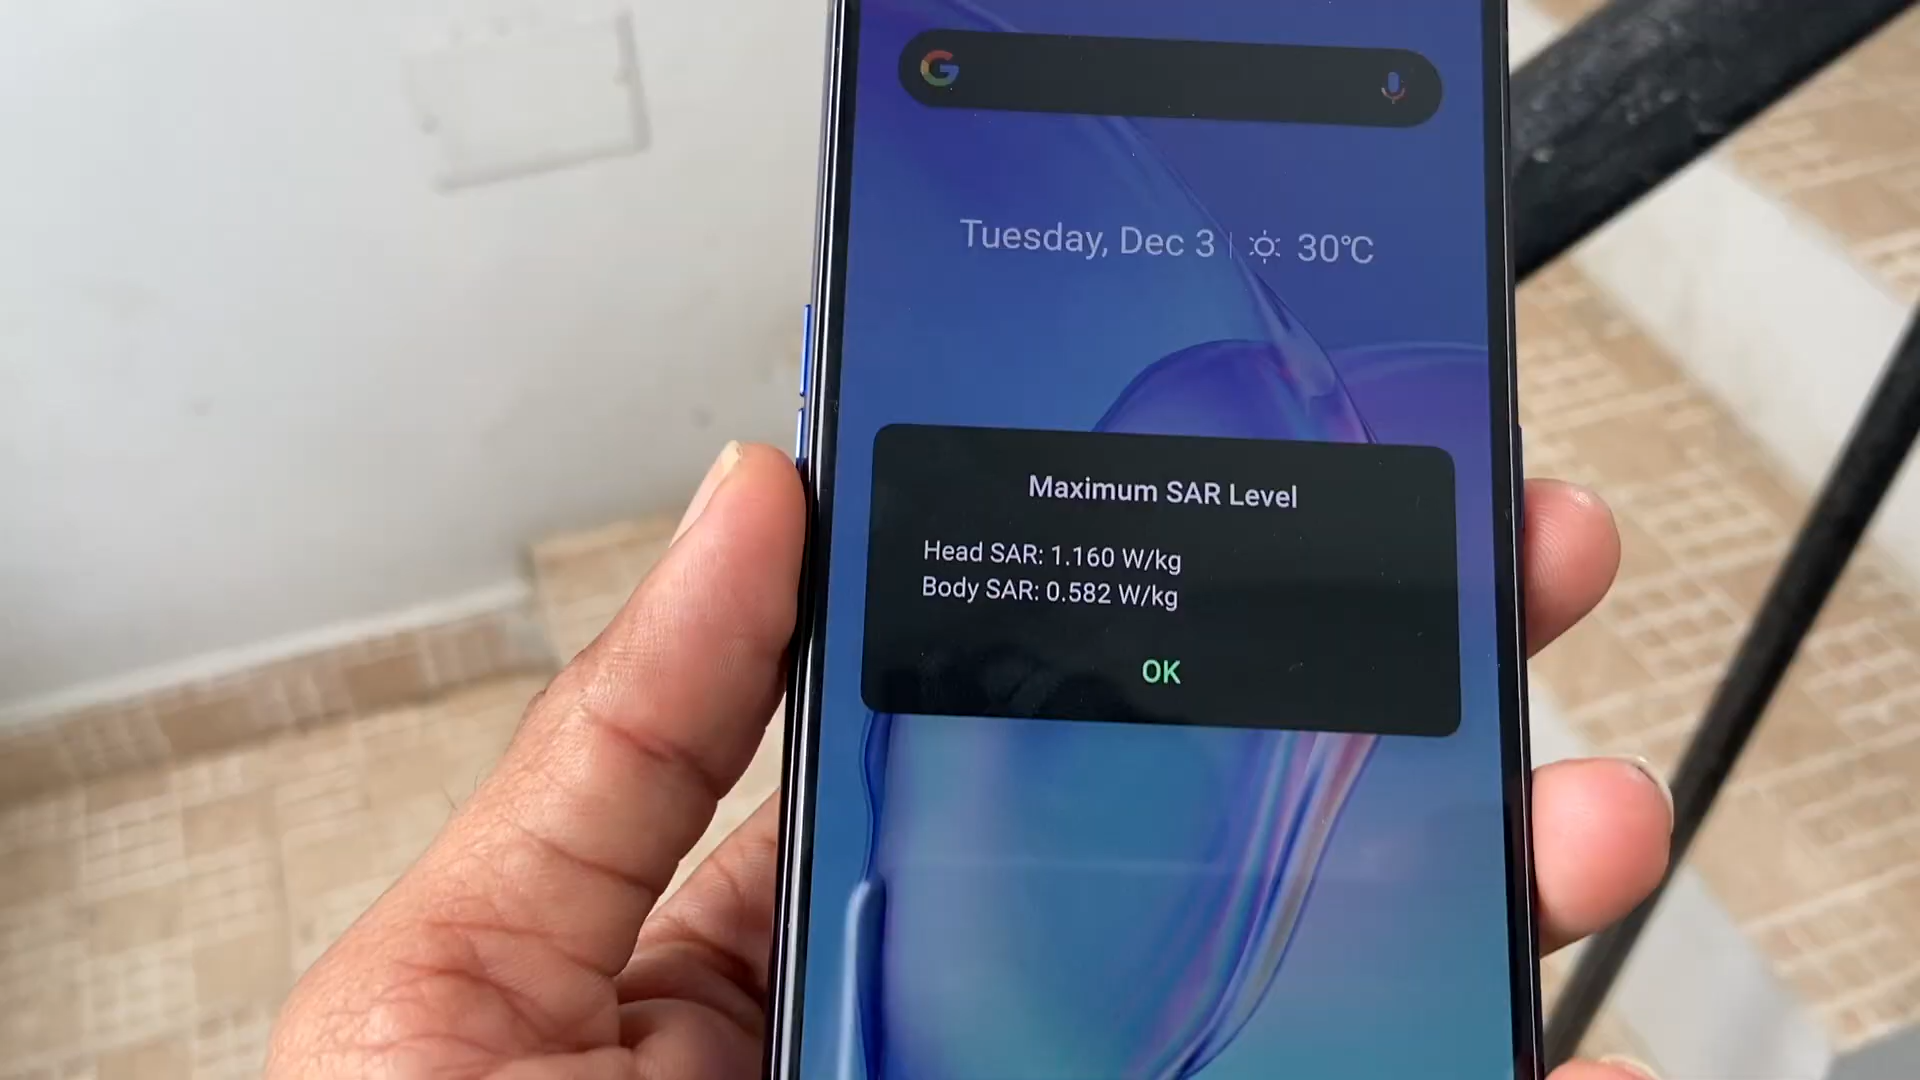 Tuesday, Dec 3 | 30°C
Maximum SAR Level
Head SAR: 1.160 W/kg
Body SAR: 0.582 W/kg
OK